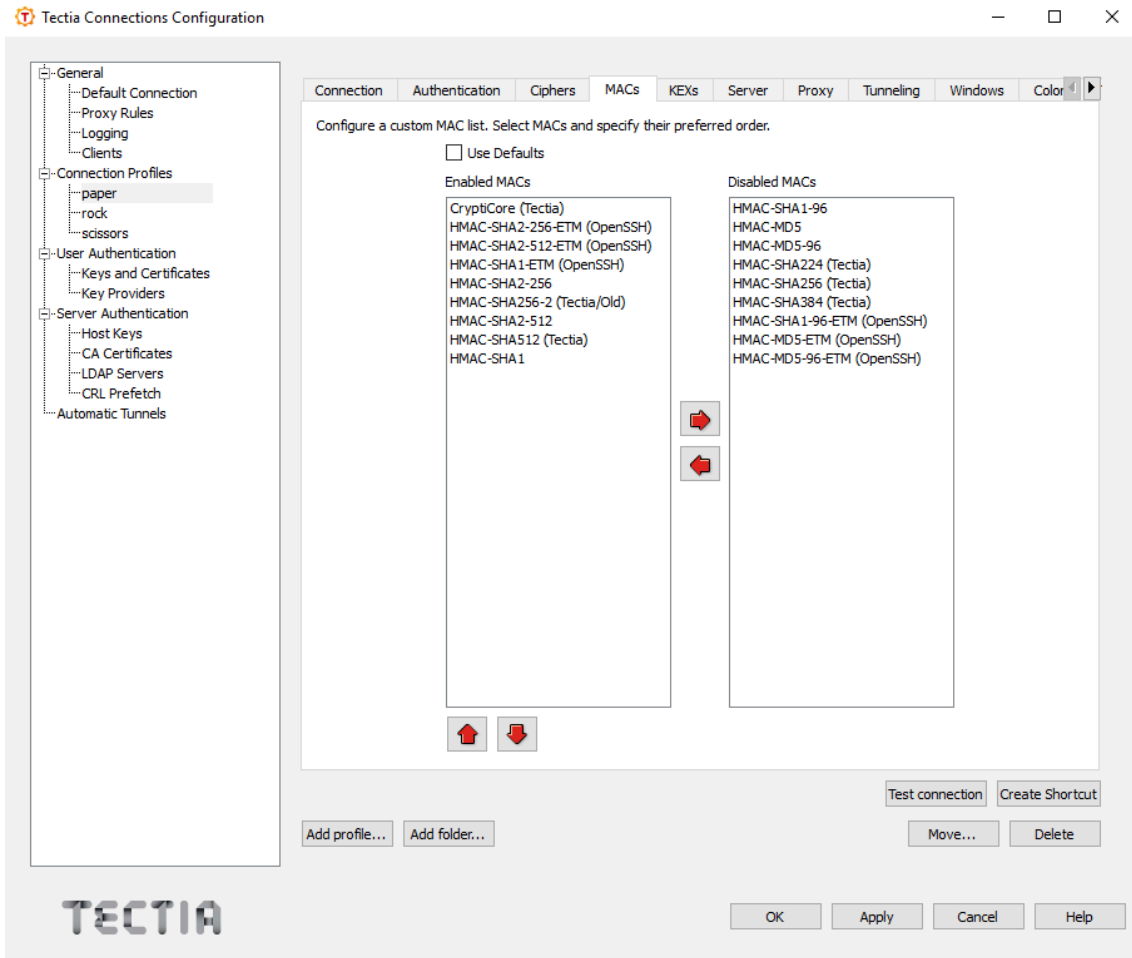 Tectia Connections Configuration
General
Default Connection
Proxy Rules
Logging
Clients
Connection Profiles
paper
rock
scissors
User Authentication
Keys and Certificates
Key Providers
Server Authentication
Host Keys
CA Certificates
LDAP Servers
CRL Prefetch
Automatic Tunnels
Connection Authentication Ciphers MACs KEXs Server Proxy Tunneling Windows Color
Configure a custom MAC list. Select MACs and specify their preferred order.
Use Defaults
Enabled MACs
CryptiCore (Tectia)
HMAC-SHA2-256-ETM (OpenSSH)
HMAC-SHA2-512-ETM (OpenSSH)
HMAC-SHA1-ETM (OpenSSH)
HMAC-SHA2-256
HMAC-SHA256-2 (Tectia/Old)
HMAC-SHA2-512
HMAC-SHA512 (Tectia)
HMAC-SHA1
Disabled MACs
HMAC-SHA1-96
HMAC-MD5
HMAC-MD5-96
HMAC-SHA224 (Tectia)
HMAC-SHA256 (Tectia)
HMAC-SHA384 (Tectia)
HMAC-SHA1-96-ETM (OpenSSH)
HMAC-MD5-ETM (OpenSSH)
HMAC-MD5-96-ETM (OpenSSH)
Test connection Create Shortcut
Add profile... Add folder... Move... Delete
TECTIA
OK Apply Cancel Help